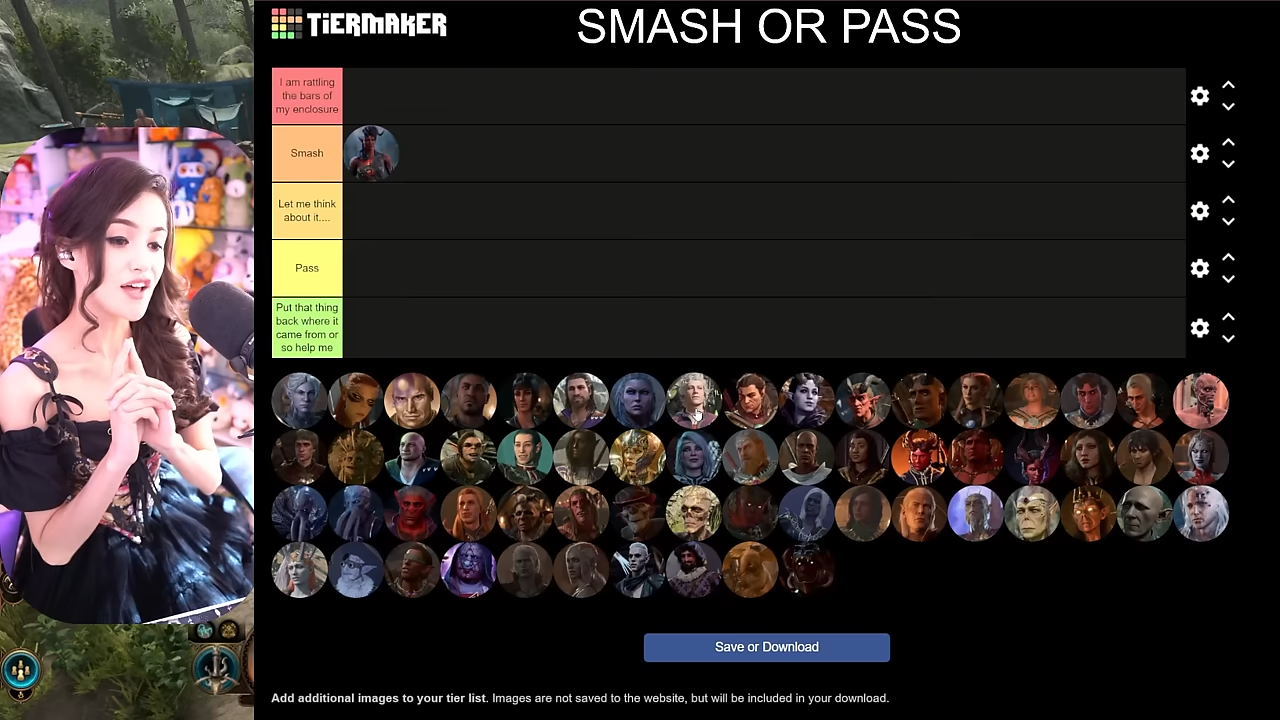 TiERMAKER
SMASH OR PASS
I am rattling
the bars of
my enclosure
Smash
Let me think
about it....
Pass
Put that thing
back where it
came from or
so help me
Save or Download
Add additional images to your tier list. Images are not saved to the website, but will be included in your download.